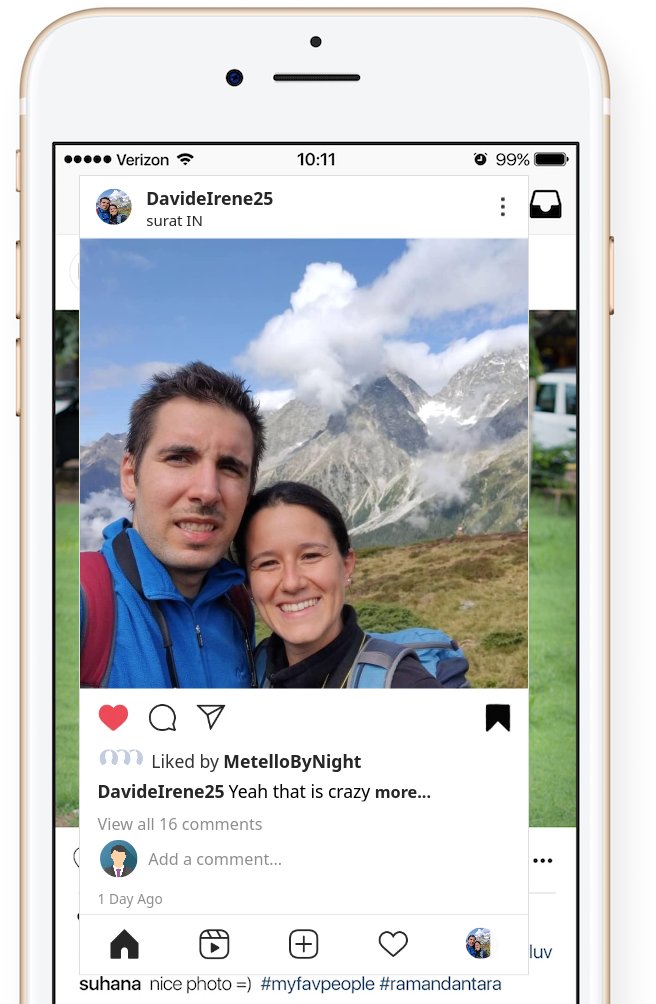 Verizon 10:11 99%
DavideIrene25
surat IN
Liked by MetelloByNight
DavideIrene25 Yeah that is crazy more...
View all 16 comments
Add a comment...
1 Day Ago
luv
suhana nice photo =) #myfavpeople #ramandantara